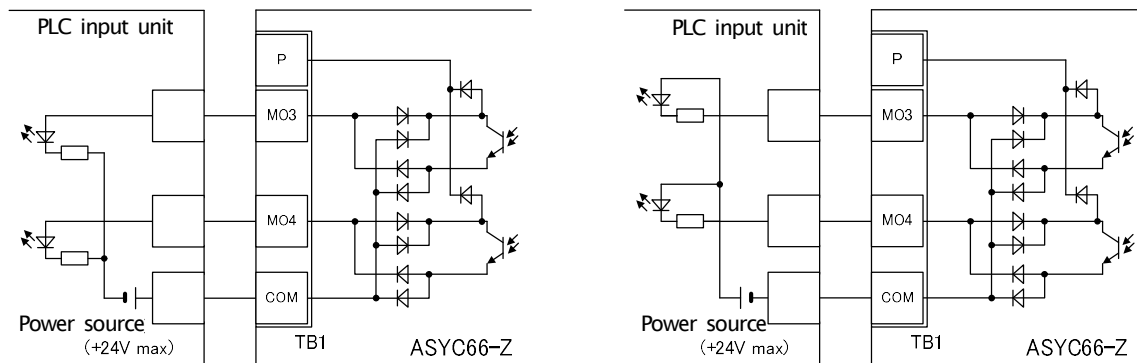 PLC input unit
P
MO3
MO4
COM
Power source
(+24V max)
TB1
ASYC66-Z
PLC input unit
P
MO3
MO4
COM
Power source
(+24V max)
TB1
ASYC66-Z